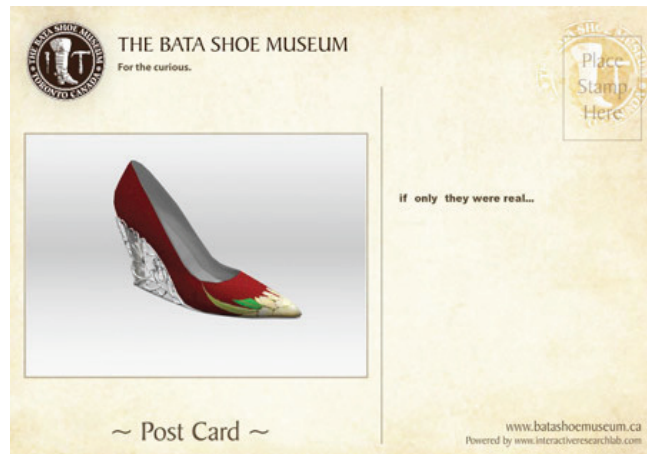 THE BATA SHOE MUSEUM
TORONTO CANADA
THE BATA SHOE MUSEUM
For the curious.
Place
Stamp
Here
if only they were real...
~ Post Card ~
www.batashoemuseum.ca
Powered by www.interactiveresearchlab.com